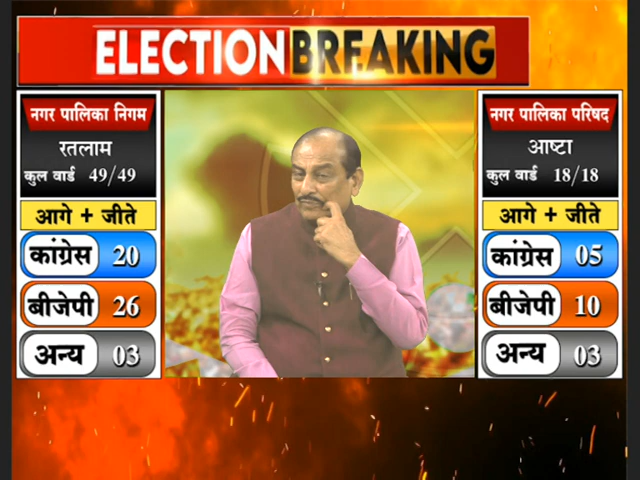 ELECTION BREAKING
नगर पालिका निगम
रतलाम
कुल वार्ड 49/49
आगे + जीते
कांग्रेस 20
बीजेपी 26
अन्य 03
नगर पालिका परिषद
आष्टा
कुल वार्ड 18/18
आगे + जीते
कांग्रेस 05
बीजेपी 10
अन्य 03